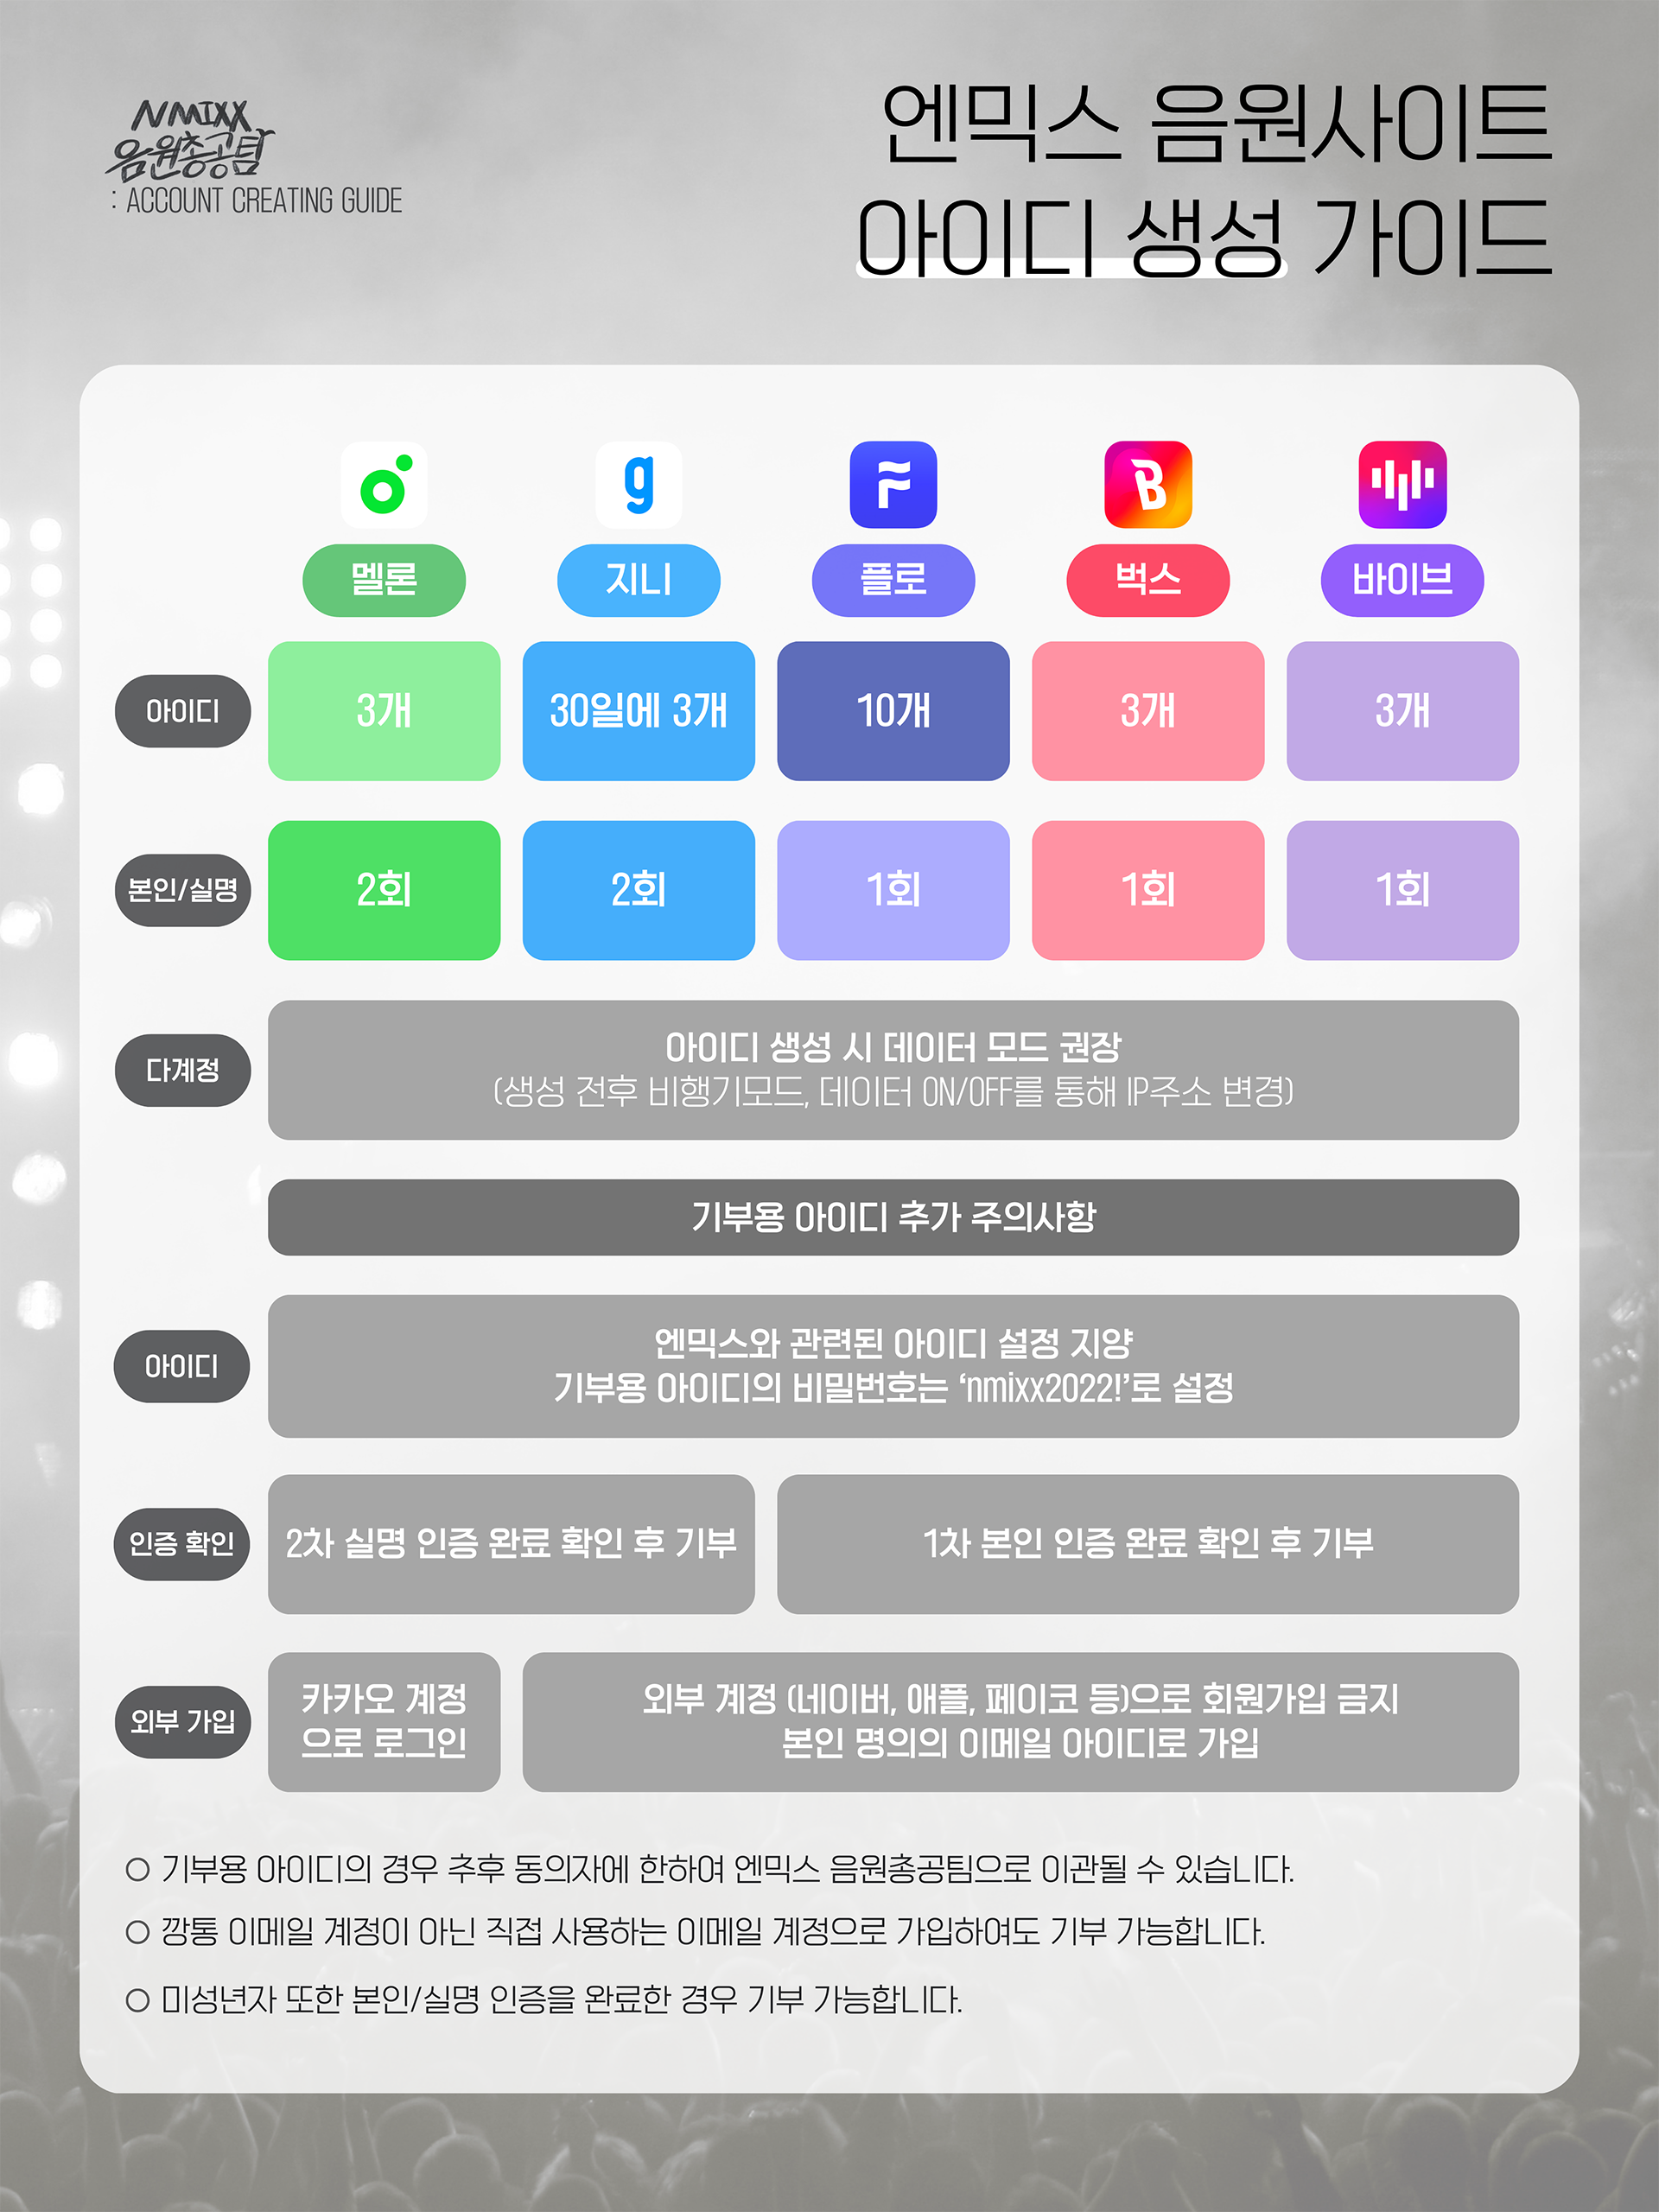 NMIXX
음원총공팀
: ACCOUNT CREATING GUIDE
엔믹스 음원사이트
아이디 생성 가이드
멜론
지니
플로
벅스
바이브
아이디
3개
30일에 3개
10개
3개
3개
본인/실명
2회
2회
1회
1회
1회
다계정
아이디 생성 시 데이터 모드 권장
(생성 전후 비행기모드, 데이터 ON/OFF를 통해 IP주소 변경)
기부용 아이디 추가 주의사항
아이디
엔믹스와 관련된 아이디 설정 지양
기부용 아이디의 비밀번호는 ‘nmixx2022!’로 설정
인증 확인
2차 실명 인증 완료 확인 후 기부
1차 본인 인증 완료 확인 후 기부
외부 가입
카카오 계정
으로 로그인
외부 계정 (네이버, 애플, 페이코 등)으로 회원가입 금지
본인 명의의 이메일 아이디로 가입
○ 기부용 아이디의 경우 추후 동의자에 한하여 엔믹스 음원총공팀으로 이관될 수 있습니다.
○ 깡통 이메일 계정이 아닌 직접 사용하는 이메일 계정으로 가입하여도 기부 가능합니다.
○ 미성년자 또한 본인/실명 인증을 완료한 경우 기부 가능합니다.